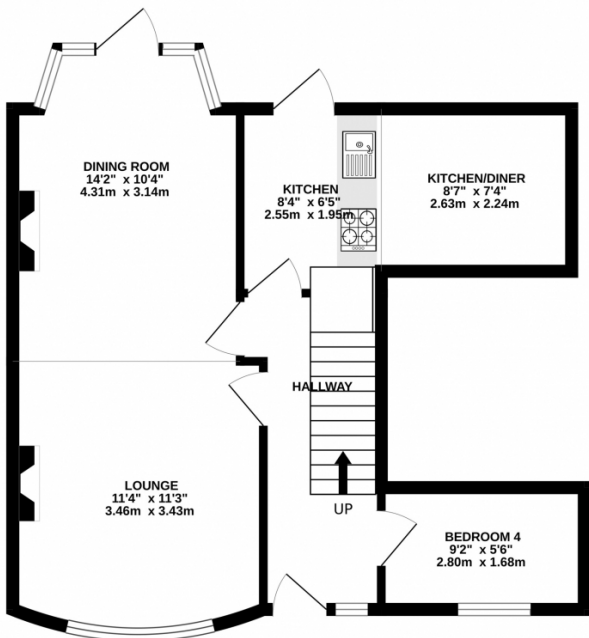 DINING ROOM
14'2" x 10'4"
4.31m x 3.14m
KITCHEN
8'4" x 6'5"
2.55m x 1.95m
KITCHEN/DINER
8'7" x 7'4"
2.63m x 2.24m
HALLWAY
LOUNGE
11'4" x 11'3"
3.46m x 3.43m
UP
BEDROOM 4
9'2" x 5'6"
2.80m x 1.68m